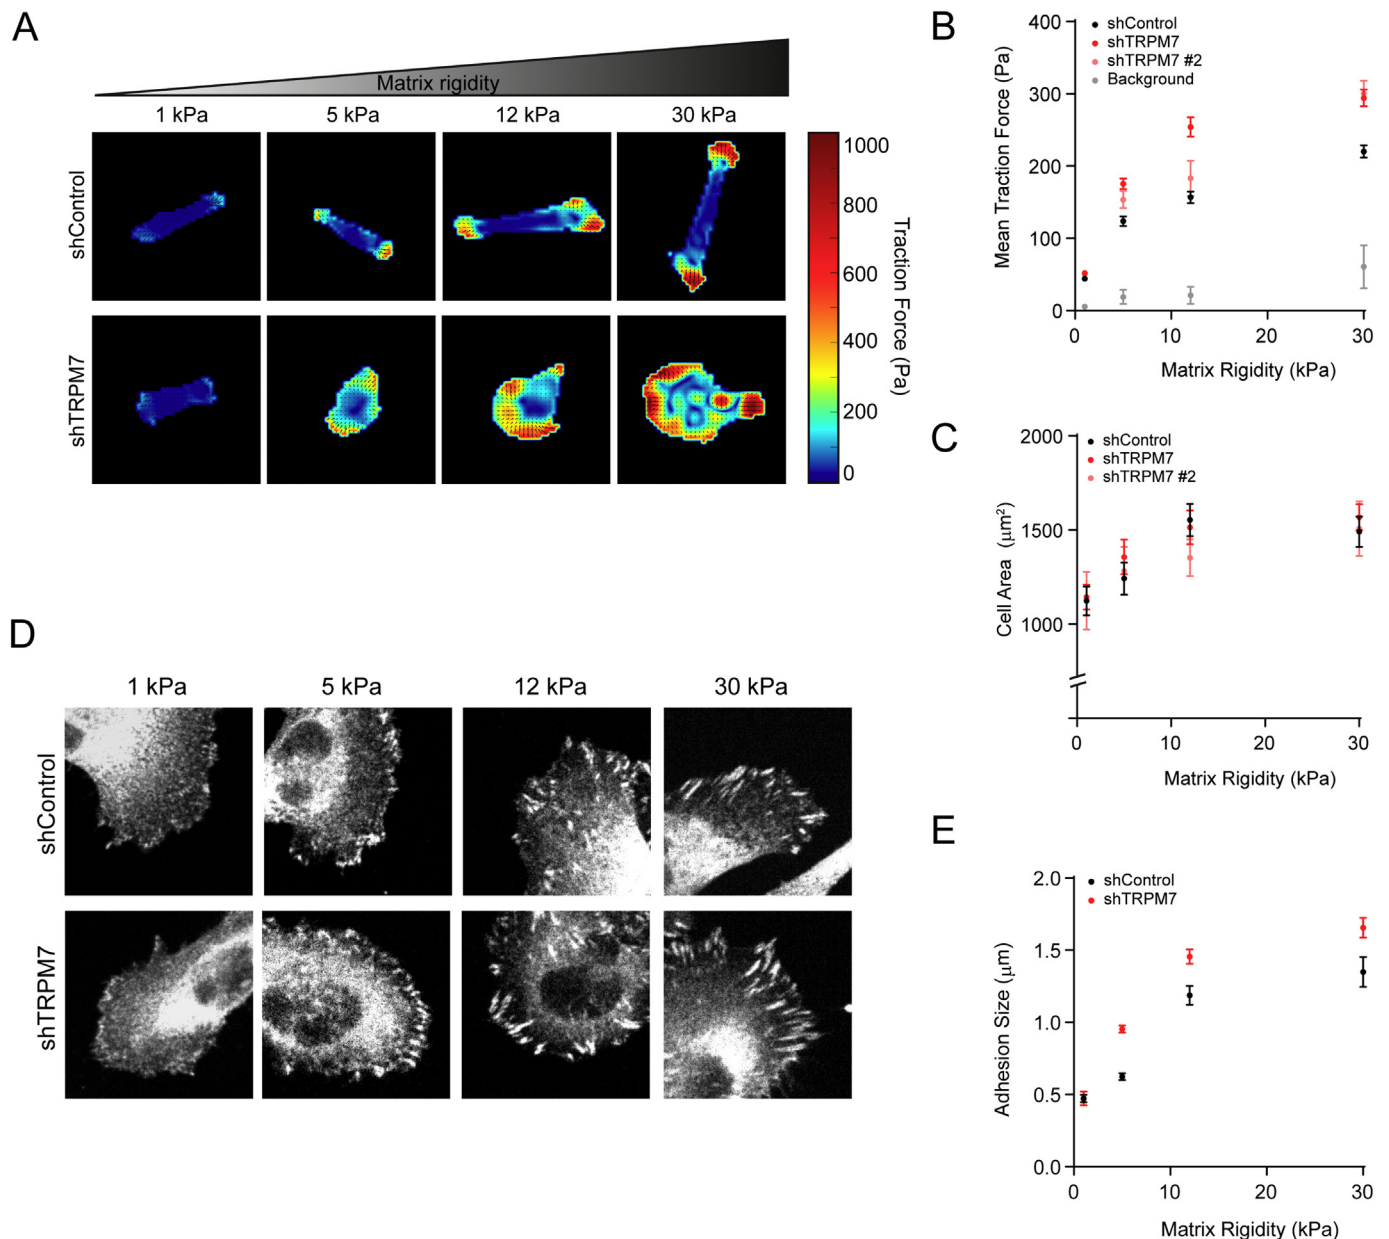 A
Matrix rigidity
1 kPa 5 kPa 12 kPa 30 kPa
shControl
shTRPM7
1000
800
600
400
200
0
Traction Force (Pa)
B
shControl
shTRPM7
shTRPM7 #2
Background
Mean Traction Force (Pa)
400
300
200
100
0
0 10 20 30
Matrix Rigidity (kPa)
C
shControl
shTRPM7
shTRPM7 #2
Cell Area (μm²)
2000
1500
1000
0 10 20 30
Matrix Rigidity (kPa)
D
1 kPa 5 kPa 12 kPa 30 kPa
shControl
shTRPM7
E
shControl
shTRPM7
Adhesion Size (μm)
2.0
1.5
1.0
0.5
0.0
0 10 20 30
Matrix Rigidity (kPa)